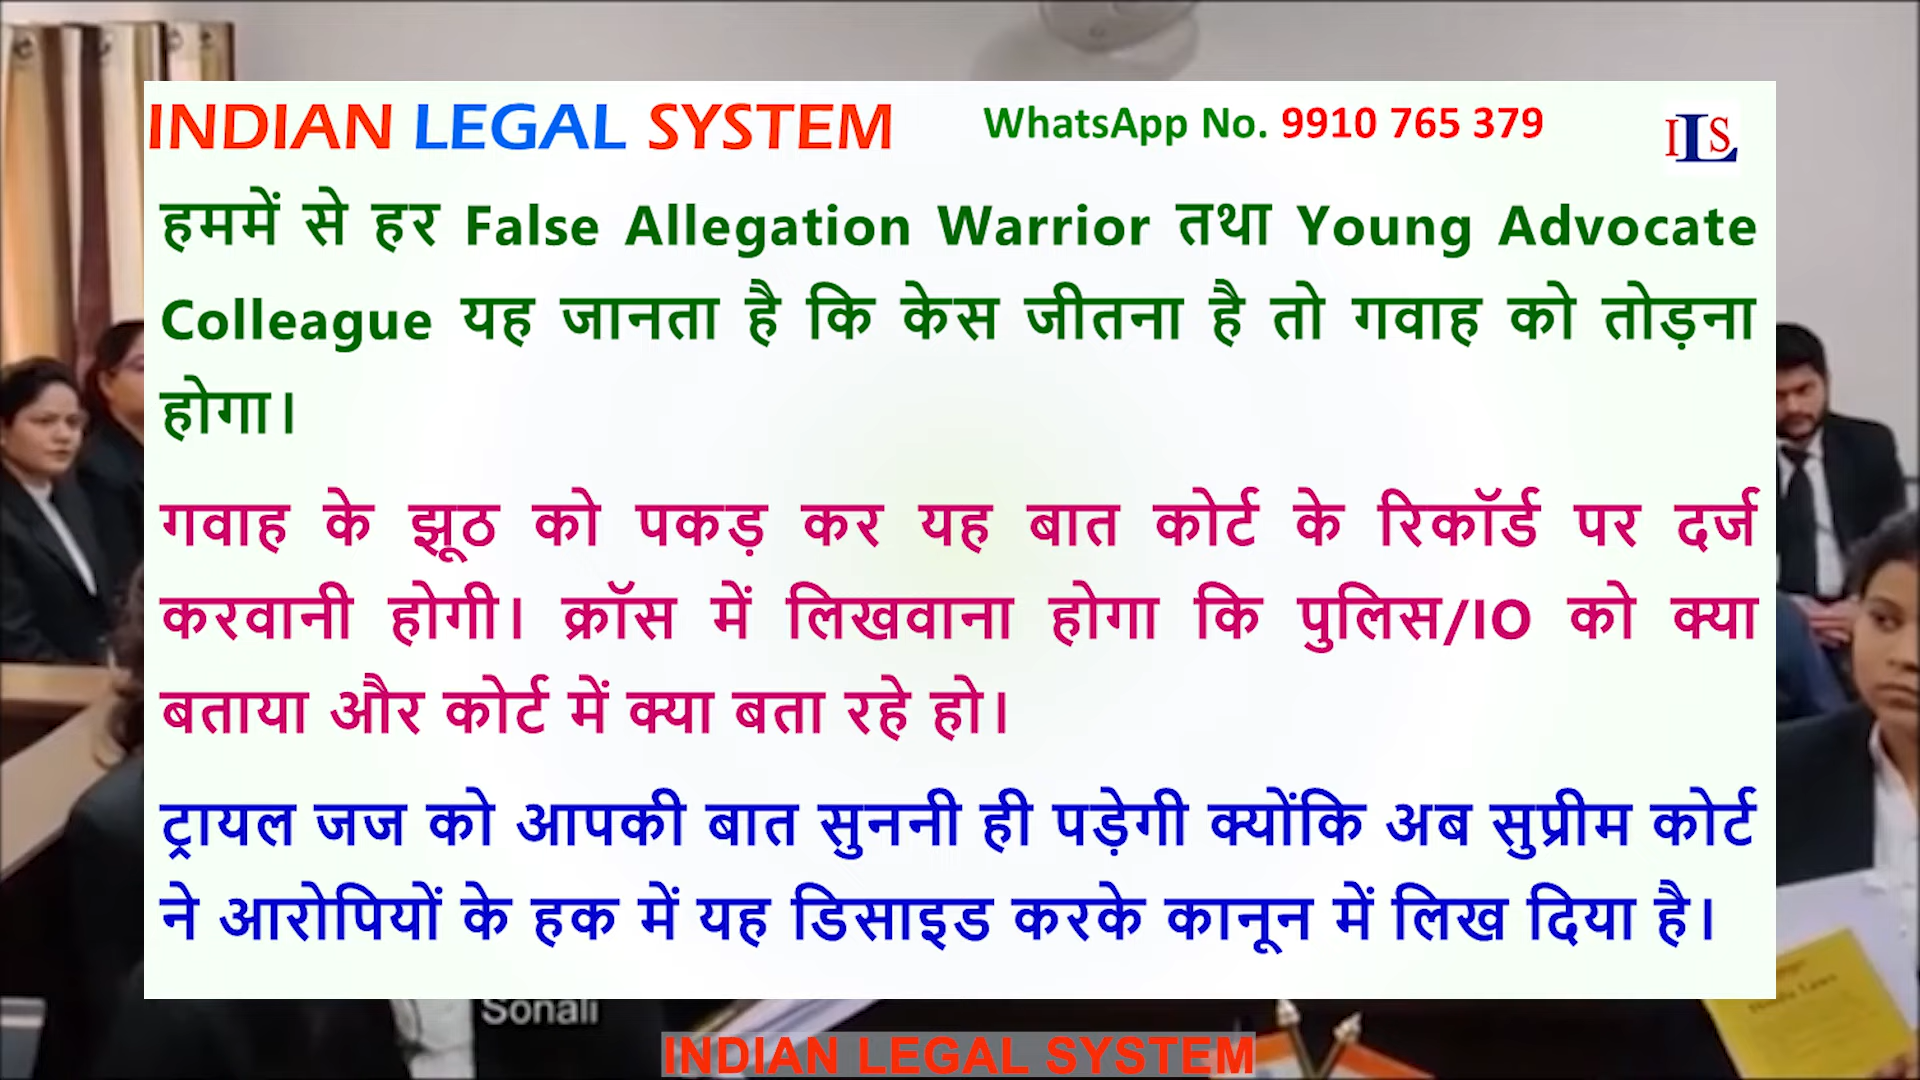 INDIAN LEGAL SYSTEM WhatsApp No. 9910 765 379 ILS
हममें से हर False Allegation Warrior तथा Young Advocate
Colleague यह जानता है कि केस जीतना है तो गवाह को तोड़ना
होगा।
गवाह के झूठ को पकड़ कर यह बात कोर्ट के रिकॉर्ड पर दर्ज
करवानी होगी। क्रॉस में लिखवाना होगा कि पुलिस/IO को क्या
बताया और कोर्ट में क्या बता रहे हो।
ट्रायल जज को आपकी बात सुननी ही पड़ेगी क्योंकि अब सुप्रीम कोर्ट
ने आरोपियों के हक में यह डिसाइड करके कानून में लिख दिया है।
Sonali
INDIAN LEGAL SYSTEM